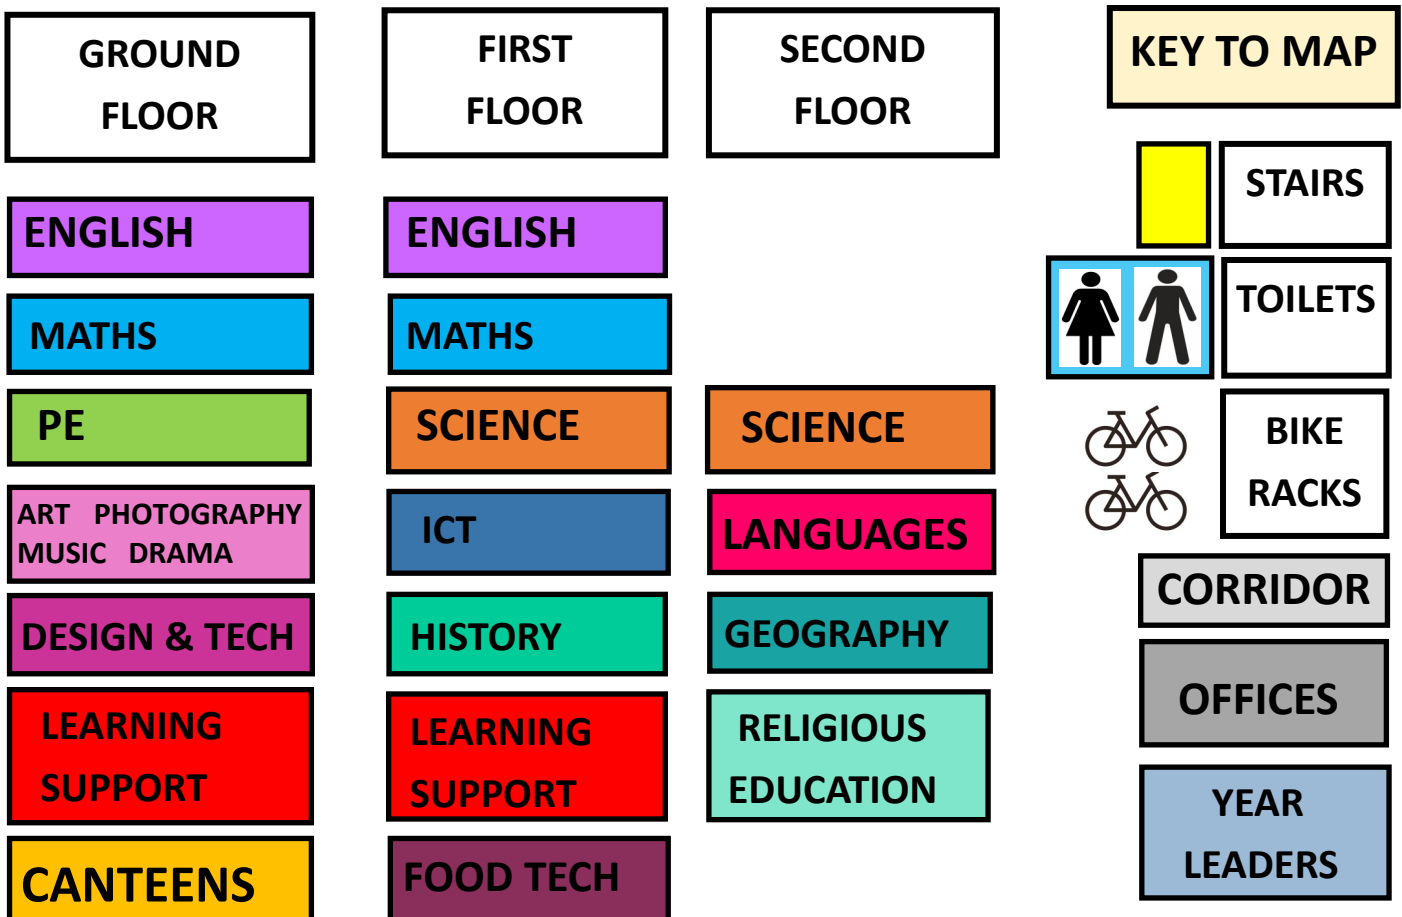 GROUND
FLOOR
ENGLISH
MATHS
PE
ART PHOTOGRAPHY
MUSIC DRAMA
DESIGN & TECH
LEARNING
SUPPORT
CANTEENS
FIRST
FLOOR
ENGLISH
MATHS
SCIENCE
ICT
HISTORY
LEARNING
SUPPORT
FOOD TECH
SECOND
FLOOR
SCIENCE
LANGUAGES
GEOGRAPHY
RELIGIOUS
EDUCATION
KEY TO MAP
STAIRS
TOILETS
BIKE
RACKS
CORRIDOR
OFFICES
YEAR
LEADERS